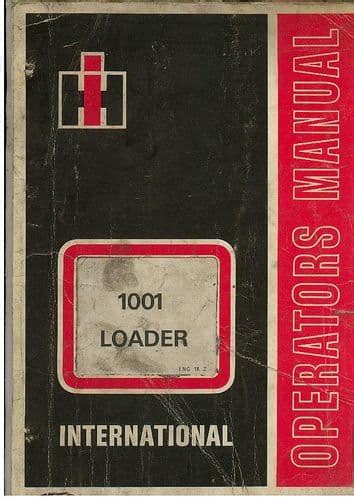 1001
LOADER
INTERNATIONAL
OPERATORS MANUAL